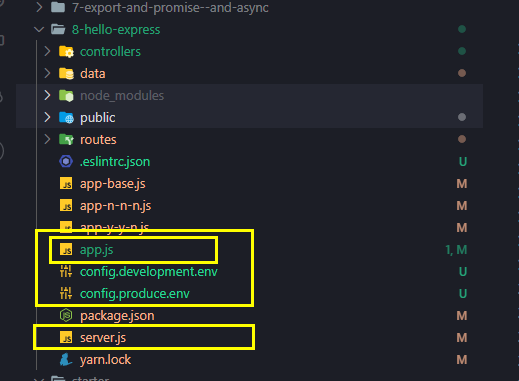 7-export-and-promise--and-async
8-hello-express
controllers
data
node_modules
public
routes
.eslintrc.json U
app-base.js M
app-n-n-n.js M
app-y-y-n.js M
JS app.js 1, M
config.development.env U
config.produce.env U
package.json M
JS server.js M
yarn.lock M
starter